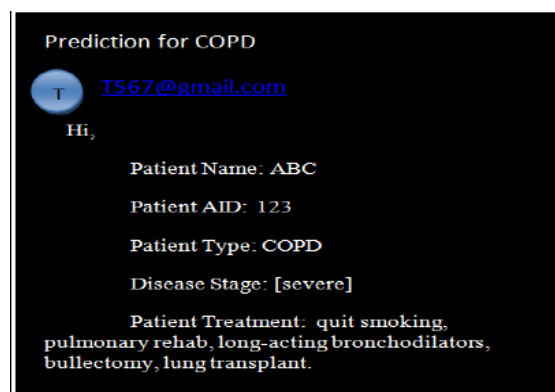 Prediction for COPD
T
T567@gmail.com
Hi,
Patient Name: ABC
Patient AID: 123
Patient Type: COPD
Disease Stage: [severe]
Patient Treatment: quit smoking,
pulmonary rehab, long-acting bronchodilators,
bullectomy, lung transplant.